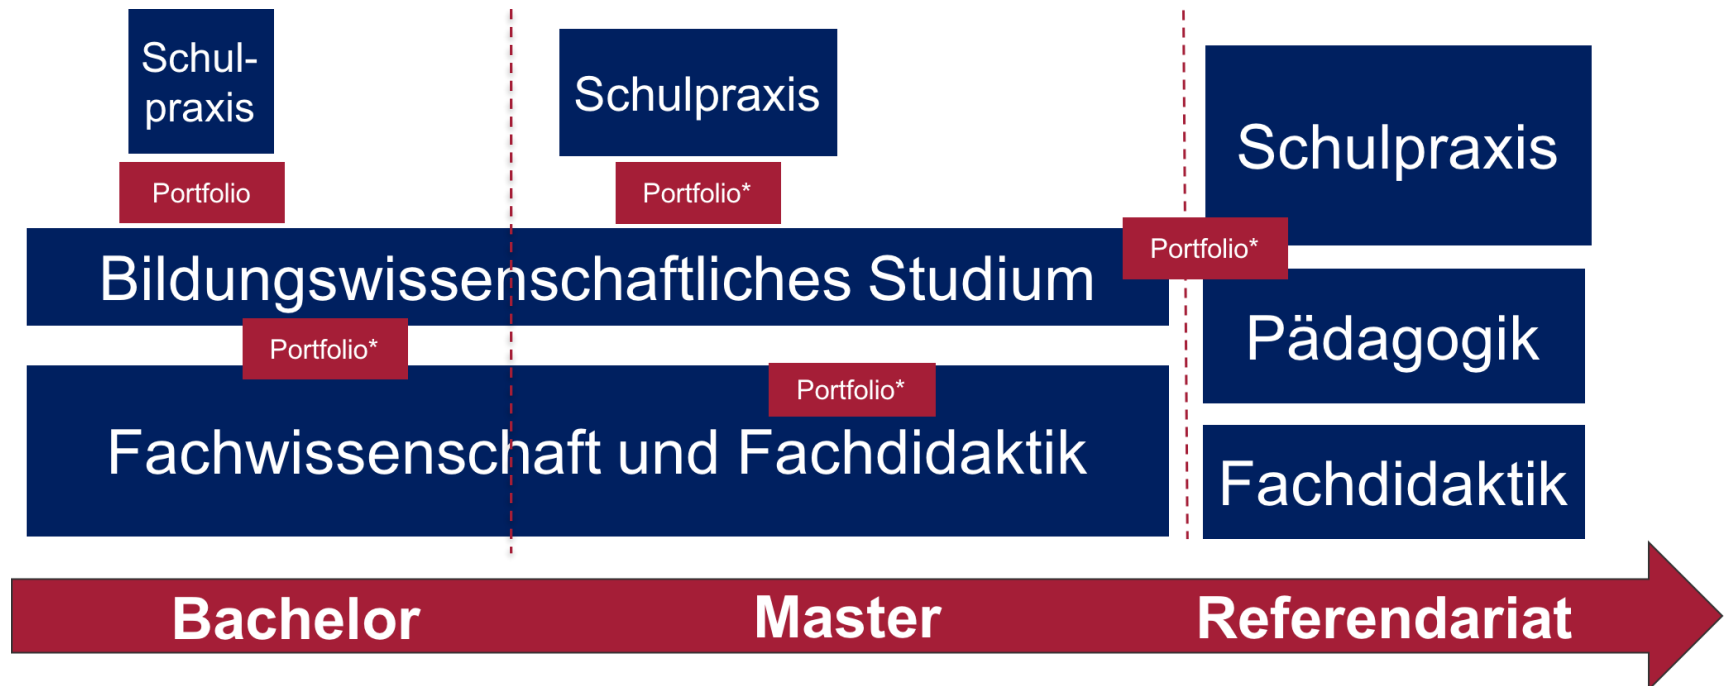 Schul-
praxis
Schulpraxis
Schulpraxis
Portfolio
Portfolio*
Portfolio*
Bildungswissenschaftliches Studium
Pädagogik
Portfolio*
Portfolio*
Fachwissenschaft und Fachdidaktik
Fachdidaktik
Bachelor
Master
Referendariat